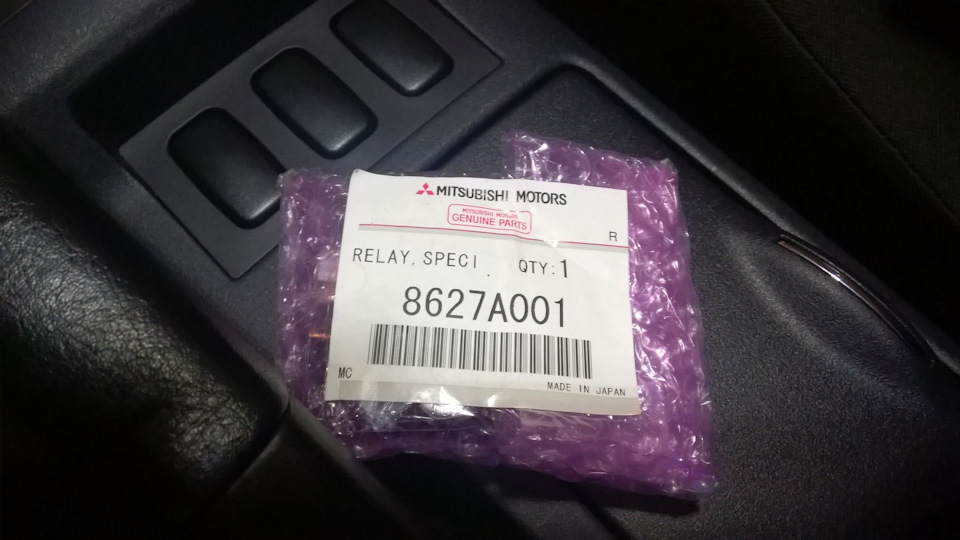 MITSUBISHI MOTORS
MITSUBISHI MOTORS
GENUINE PARTS
R
RELAY, SPECI . QTY:1
8627A001
MC
MADE IN JAPAN